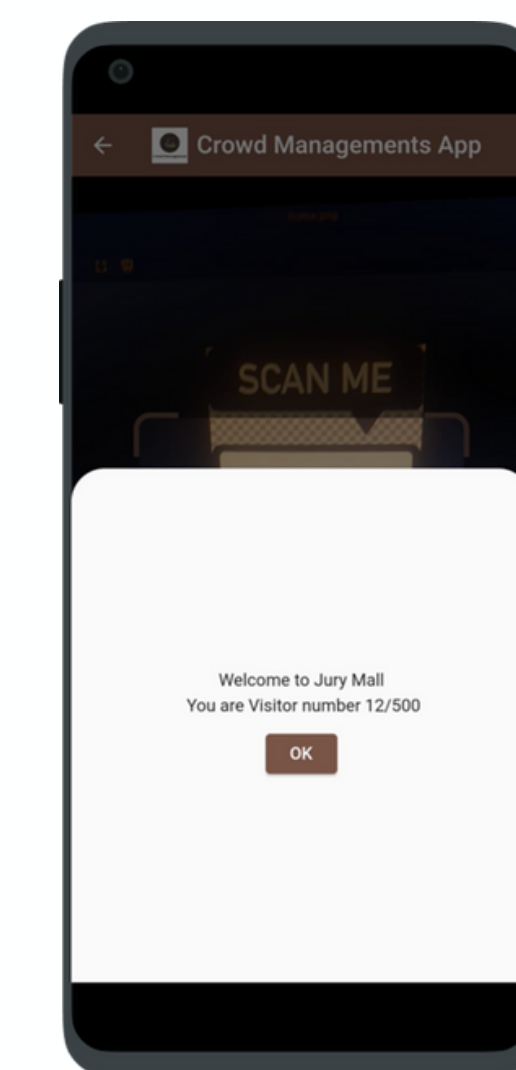 Crowd Managements App
SCAN ME
Welcome to Jury Mall
You are Visitor number 12/500
OK